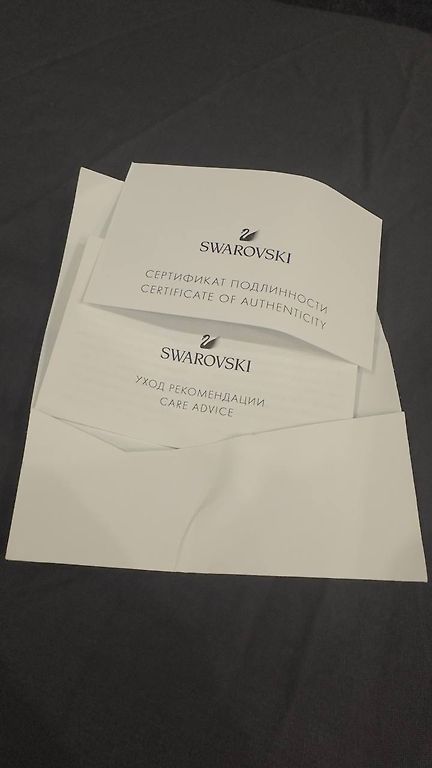 SWAROVSKI
СЕРТИФИКАТ ПОДЛИННОСТИ
CERTIFICATE OF AUTHENTICITY
SWAROVSKI
УХОД РЕКОМЕНДАЦИИ
CARE ADVICE